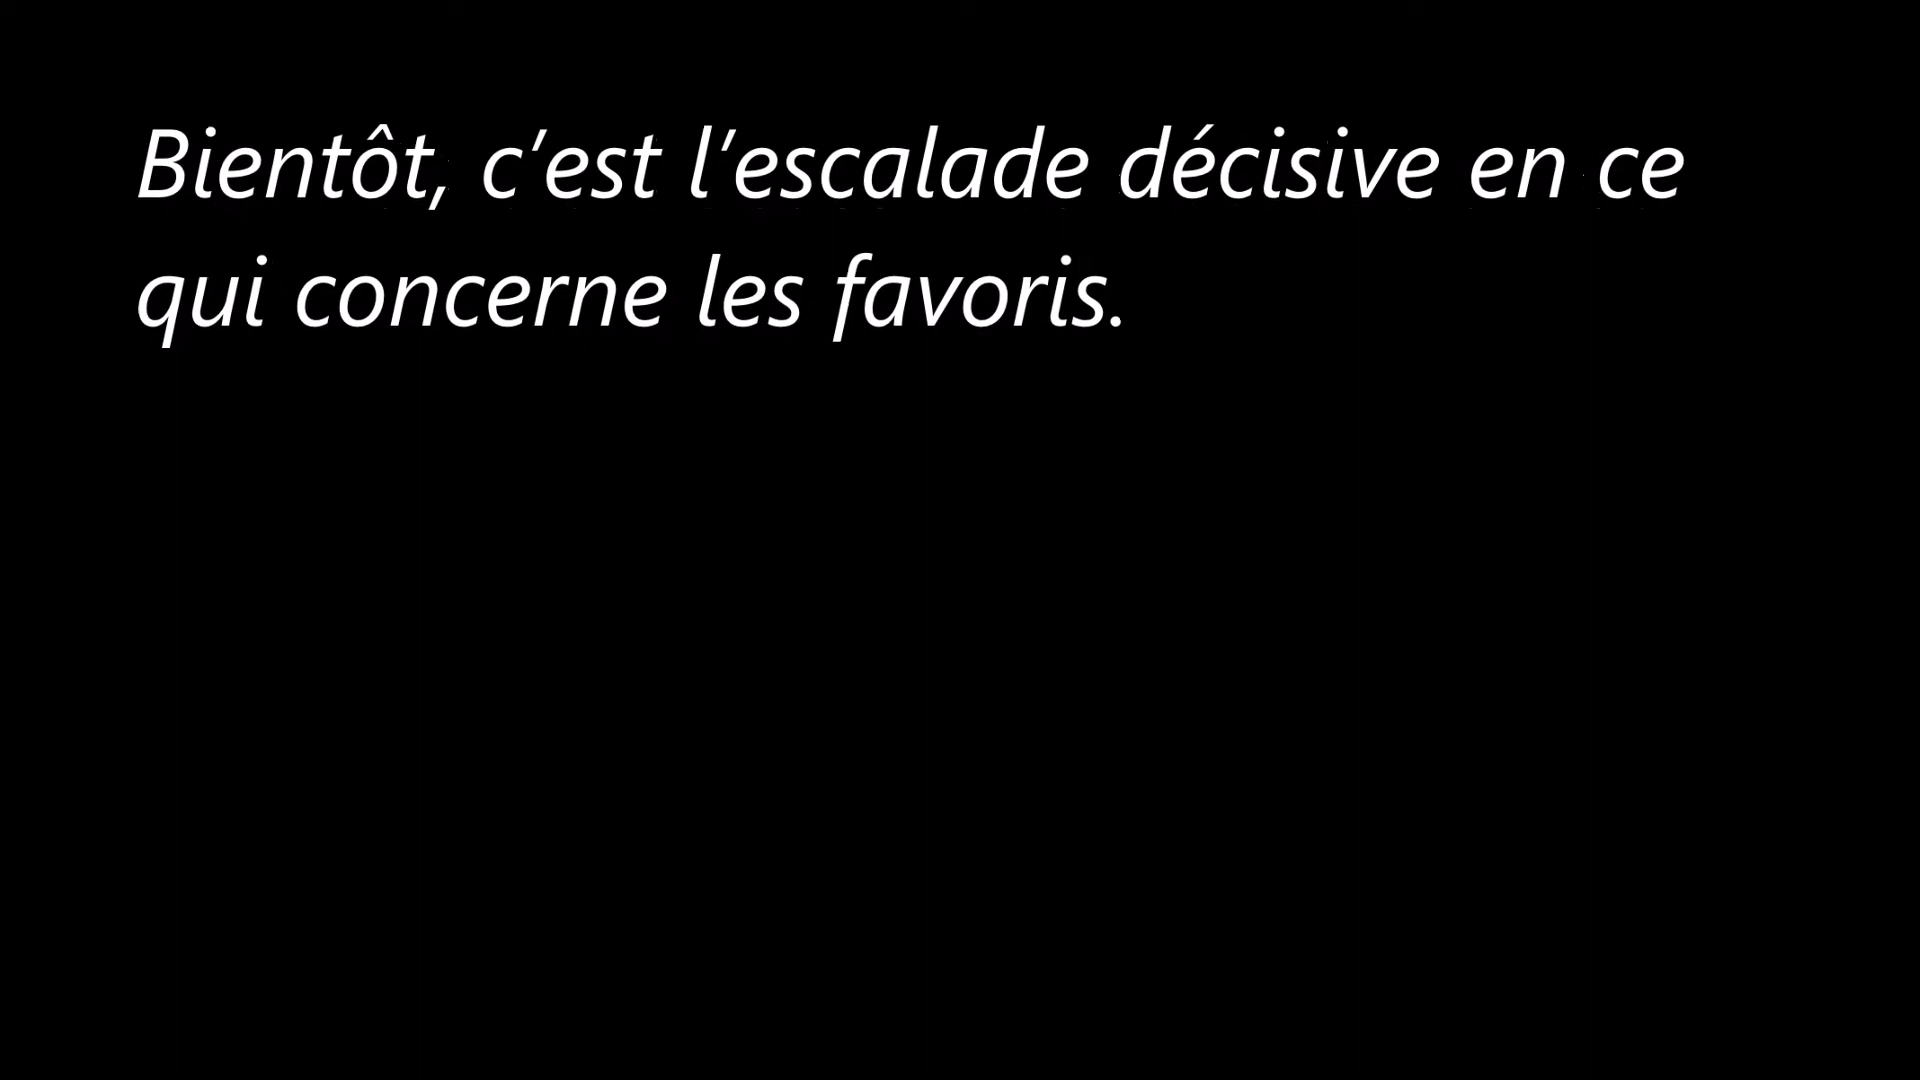 Bientôt, c’est l’escalade décisive en ce
qui concerne les favoris.